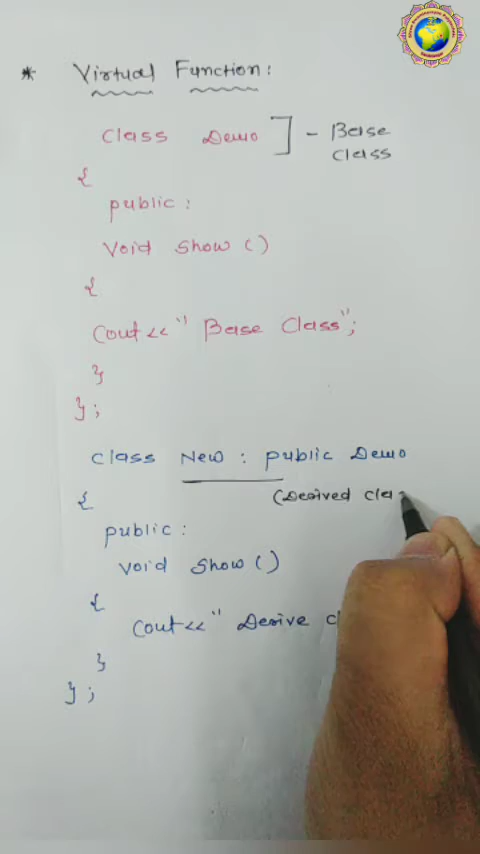 * Virtual Function:
Class Demo ] - Base
Class
{
public:
Void Show ()
{
Cout<<" Base Class";
}
};
Class New : public Demo
{ (Derived cla
public:
Void Show ()
{
Cout<<" Derive c
}
};